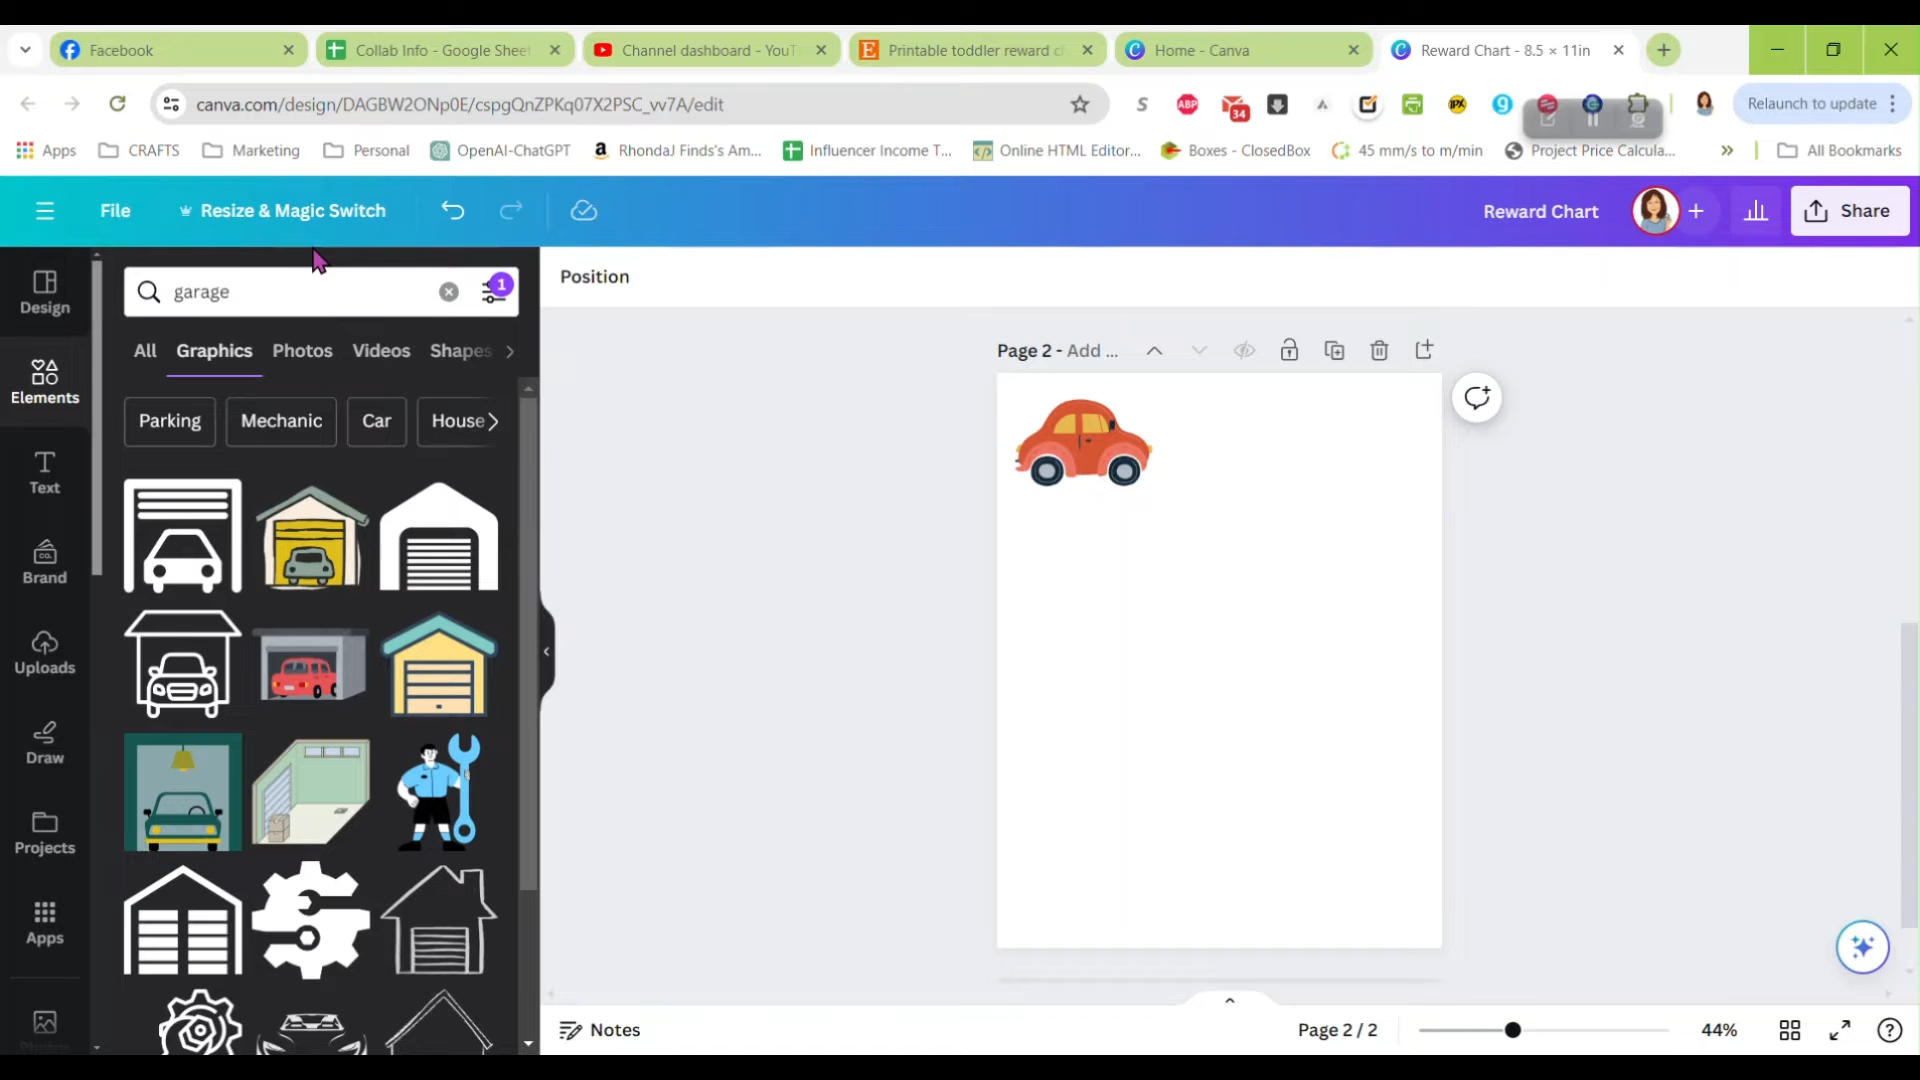 Facebook
Collab Info - Google Sheet
Channel dashboard - YouT
Printable toddler reward c
Home - Canva
Reward Chart - 8.5 × 11in
canva.com/design/DAGBW2ONp0E/cspgQnZPKq07X2PSC_vv7A/edit
S
ABP
34
Relaunch to update
Apps
CRAFTS
Marketing
Personal
OpenAI-ChatGPT
RhondaJ Finds's Am...
Influencer Income T...
Online HTML Editor...
Boxes - ClosedBox
45 mm/s to m/min
Project Price Calcula...
All Bookmarks
File
Resize & Magic Switch
Reward Chart
Share
Design
Elements
Text
Brand
Uploads
Draw
Projects
Apps
garage
1
All
Graphics
Photos
Videos
Shapes
Parking
Mechanic
Car
House
Position
Page 2 - Add ...
Notes
Page 2 / 2
44%